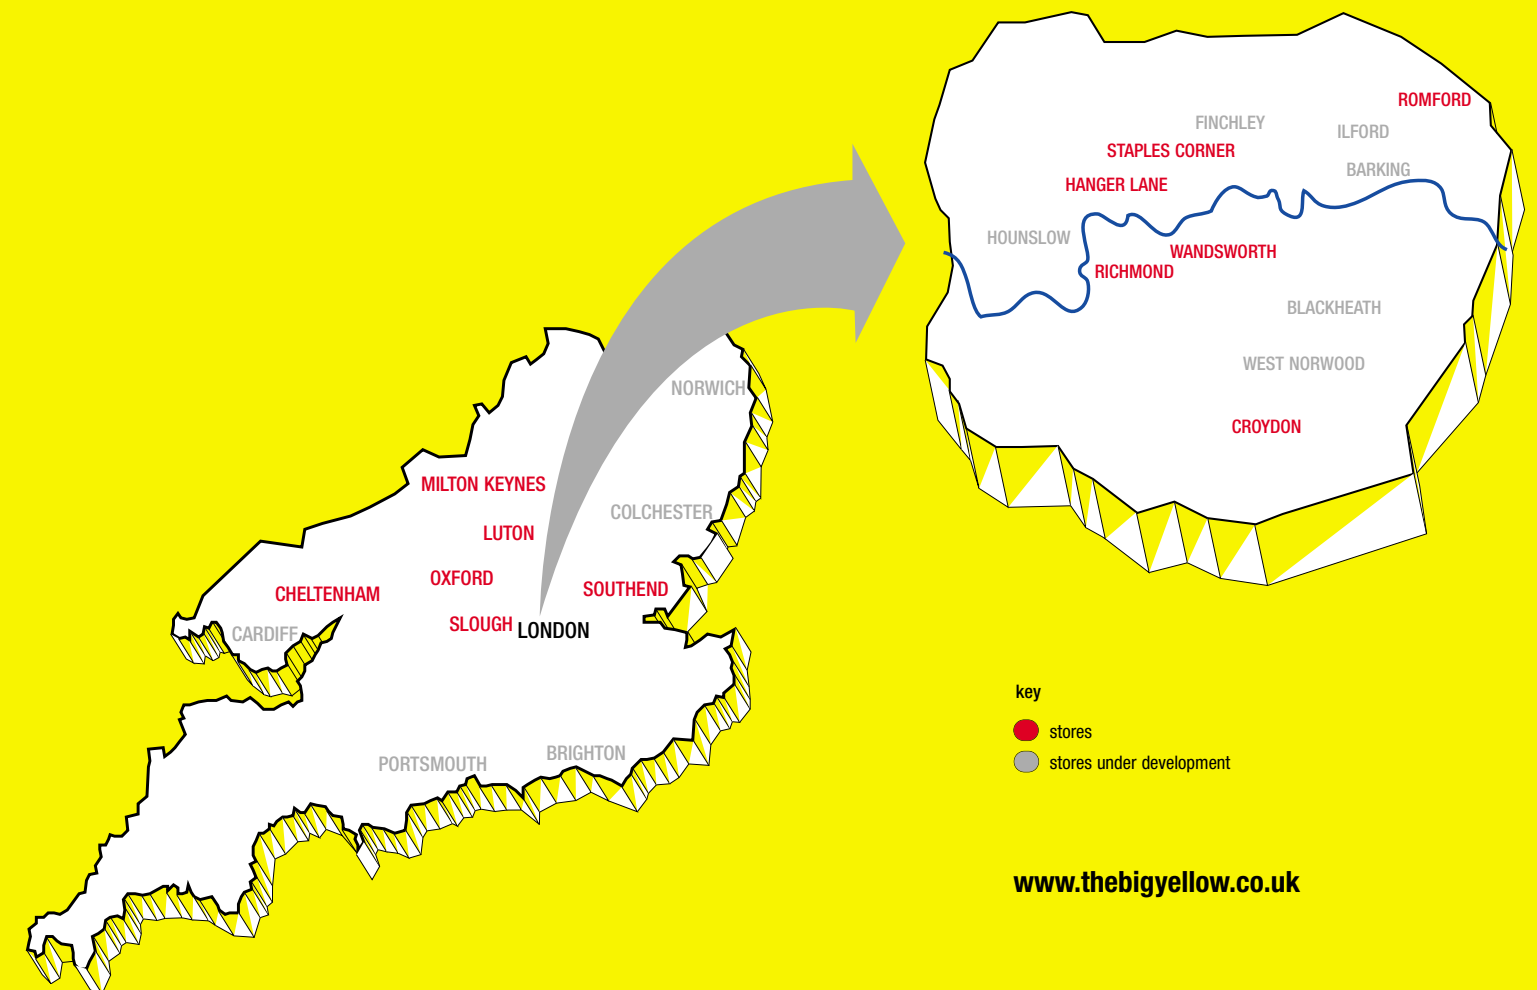 ROMFORD
FINCHLEY
ILFORD
STAPLES CORNER
BARKING
HANGER LANE
HOUNSLOW
WANDSWORTH
RICHMOND
BLACKHEATH
WEST NORWOOD
CROYDON
NORWICH
MILTON KEYNES
COLCHESTER
LUTON
OXFORD
SOUTHEND
CHELTENHAM
SLOUGH
LONDON
CARDIFF
BRIGHTON
PORTSMOUTH
key
stores
stores under development
www.thebigyellow.co.uk